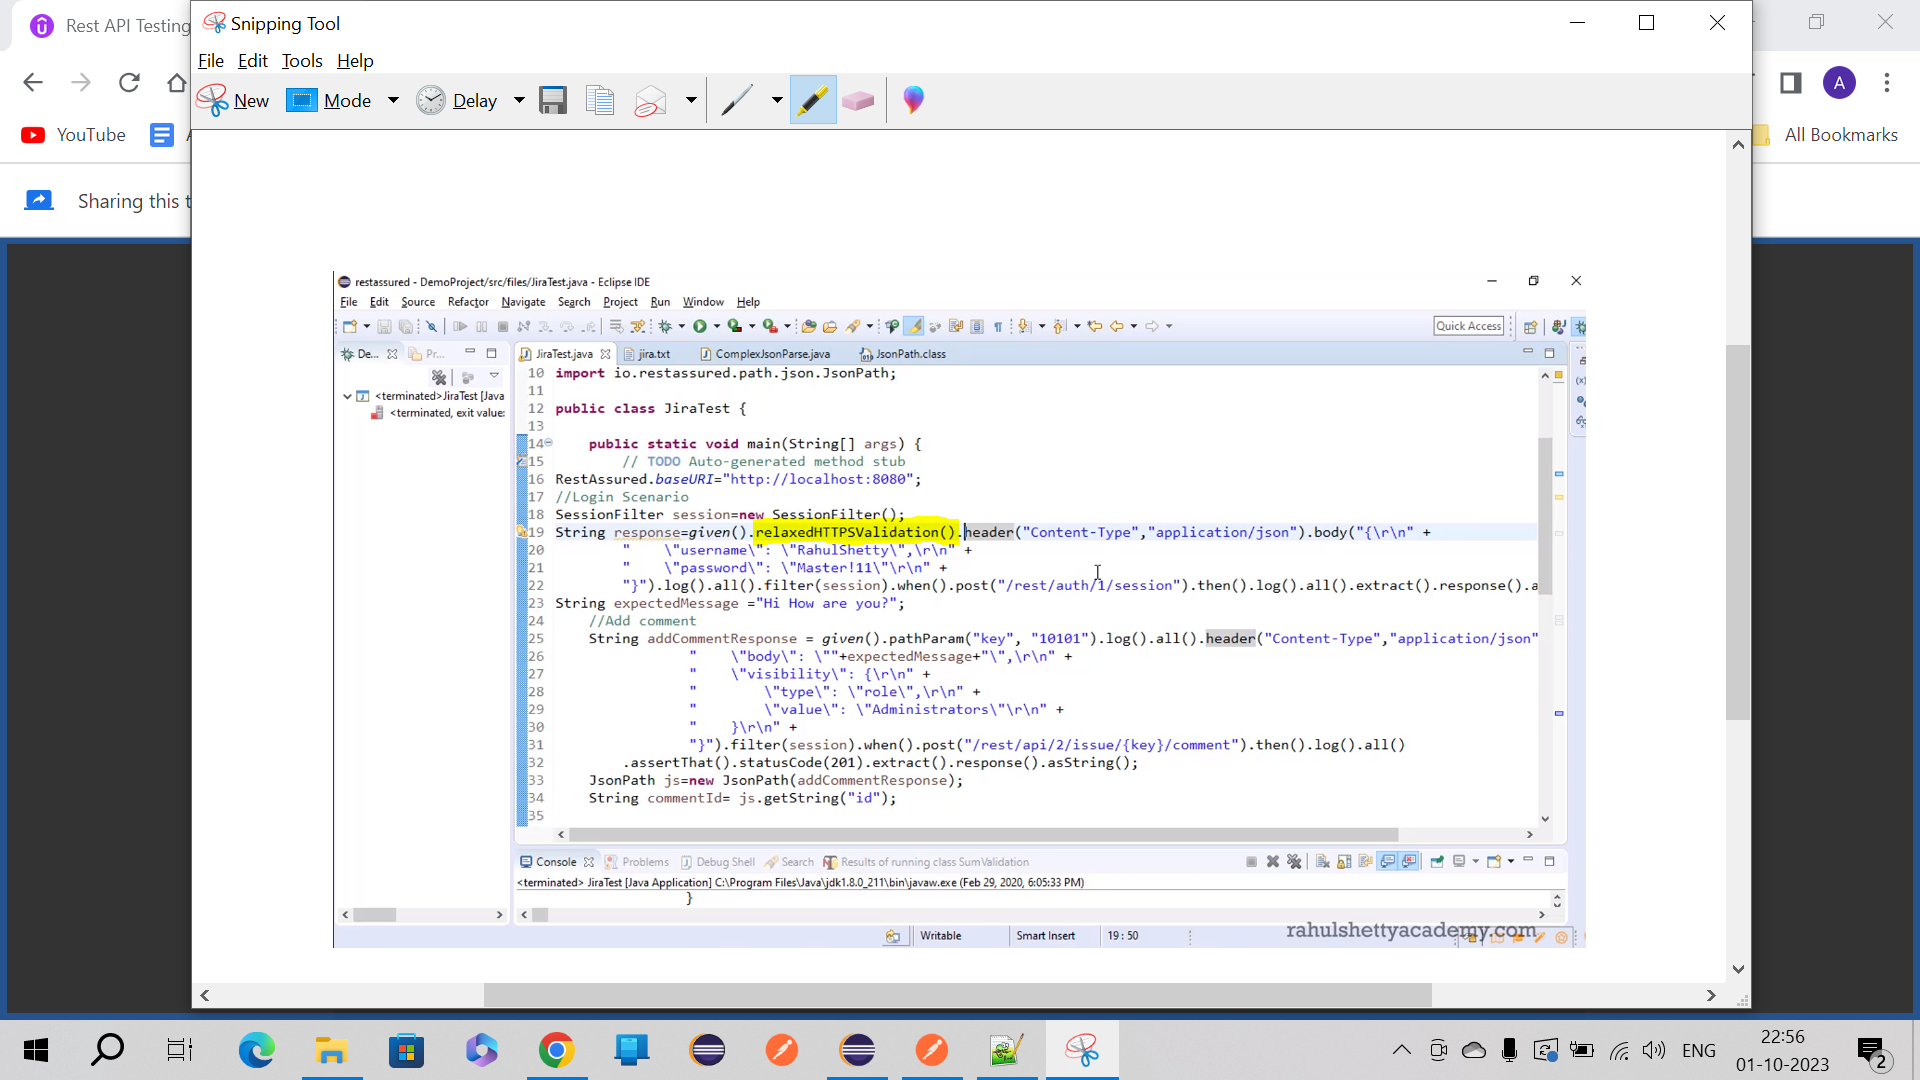 Rest API Testing
Snipping Tool
File Edit Tools Help
New Mode Delay
A
YouTube
All Bookmarks
Sharing this t
restassured - DemoProject/src/files/JiraTest.java - Eclipse IDE
File Edit Source Refactor Navigate Search Project Run Window Help
Quick Access
De... Pr... JiraTest.java jira.txt ComplexJsonParse.java JsonPath.class
<terminated>JiraTest [Java
<terminated, exit value:
10 import io.restassured.path.json.JsonPath;
11
12 public class JiraTest {
13
14 public static void main(String[] args) {
15 // TODO Auto-generated method stub
16 RestAssured.baseURI="http://localhost:8080";
17 //Login Scenario
18 SessionFilter session=new SessionFilter();
19 String response=given().relaxedHTTPSValidation().header("Content-Type","application/json").body("{\r\n" +
20 " \"username\": \"RahulShetty\",\r\n" +
21 " \"password\": \"Master!11\"\r\n" +
22 "}").log().all().filter(session).when().post("/rest/auth/1/session").then().log().all().extract().response().a
23 String expectedMessage ="Hi How are you?";
24 //Add comment
25 String addCommentResponse = given().pathParam("key", "10101").log().all().header("Content-Type","application/json"
26 " \"body\": \""+expectedMessage+"\",\r\n" +
27 " \"visibility\": {\r\n" +
28 " \"type\": \"role\",\r\n" +
29 " \"value\": \"Administrators\"\r\n" +
30 " }\r\n" +
31 "}").filter(session).when().post("/rest/api/2/issue/{key}/comment").then().log().all()
32 .assertThat().statusCode(201).extract().response().asString();
33 JsonPath js=new JsonPath(addCommentResponse);
34 String commentId= js.getString("id");
35
Console Problems Debug Shell Search Results of running class SumValidation
<terminated> JiraTest [Java Application] C:\Program Files\Java\jdk1.8.0_211\bin\javaw.exe (Feb 29, 2020, 6:05:33 PM)
}
Writable Smart Insert 19 : 50
rahulshettyacademy.com
ENG
22:56
01-10-2023
2